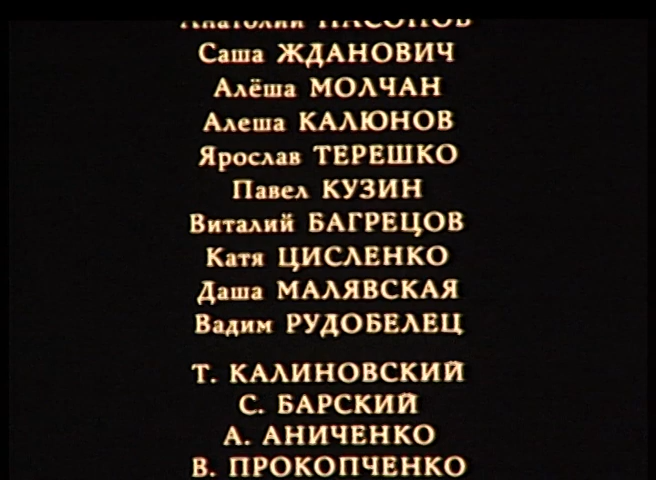 Саша ЖДАНОВИЧ
Алёша МОЛЧАН
Алеша КАЛЮНОВ
Ярослав ТЕРЕШКО
Павел КУЗИН
Виталий БАГРЕЦОВ
Катя ЦИСЛЕНКО
Даша МАЛЯВСКАЯ
Вадим РУДОБЕЛЕЦ
Т. КАЛИНОВСКИЙ
С. БАРСКИЙ
А. АНИЧЕНКО
В. ПРОКОПЧЕНКО